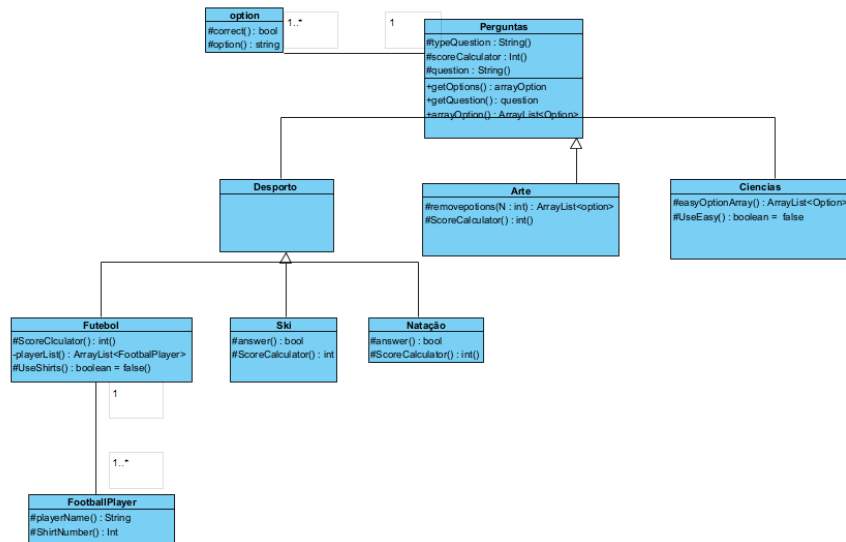 option
#correct() : bool
#option() : string
1..*
1
Perguntas
#typeQuestion : String()
#scoreCalculator : Int()
#question : String()
+getOptions() : arrayOption
+getQuestion() : question
+arrayOption() : ArrayList<Option>
Desporto
Arte
#removepotions(N : int) : ArrayList<option>
#ScoreCalculator() : int()
Ciencias
#easyOptionArray() : ArrayList<Option>
#UseEasy() : boolean = false
Futebol
#ScoreClculator() : int()
-playerList() : ArrayList<FootbalPlayer>
#UseShirts() : boolean = false()
Ski
#answer() : bool
#ScoreCalculator() : int
Natação
#answer() : bool
#ScoreCalculator() : int()
1
1..*
FootballPlayer
#playerName() : String
#ShirtNumber() : Int